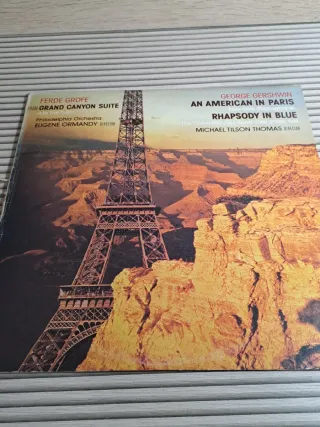 FERDE GROFÉ
GRAND CANYON SUITE
Philadelphia Orchestra
EUGENE ORMANDY
GEORGE GERSHWIN
AN AMERICAN IN PARIS
RHAPSODY IN BLUE
MICHAEL TILSON THOMAS